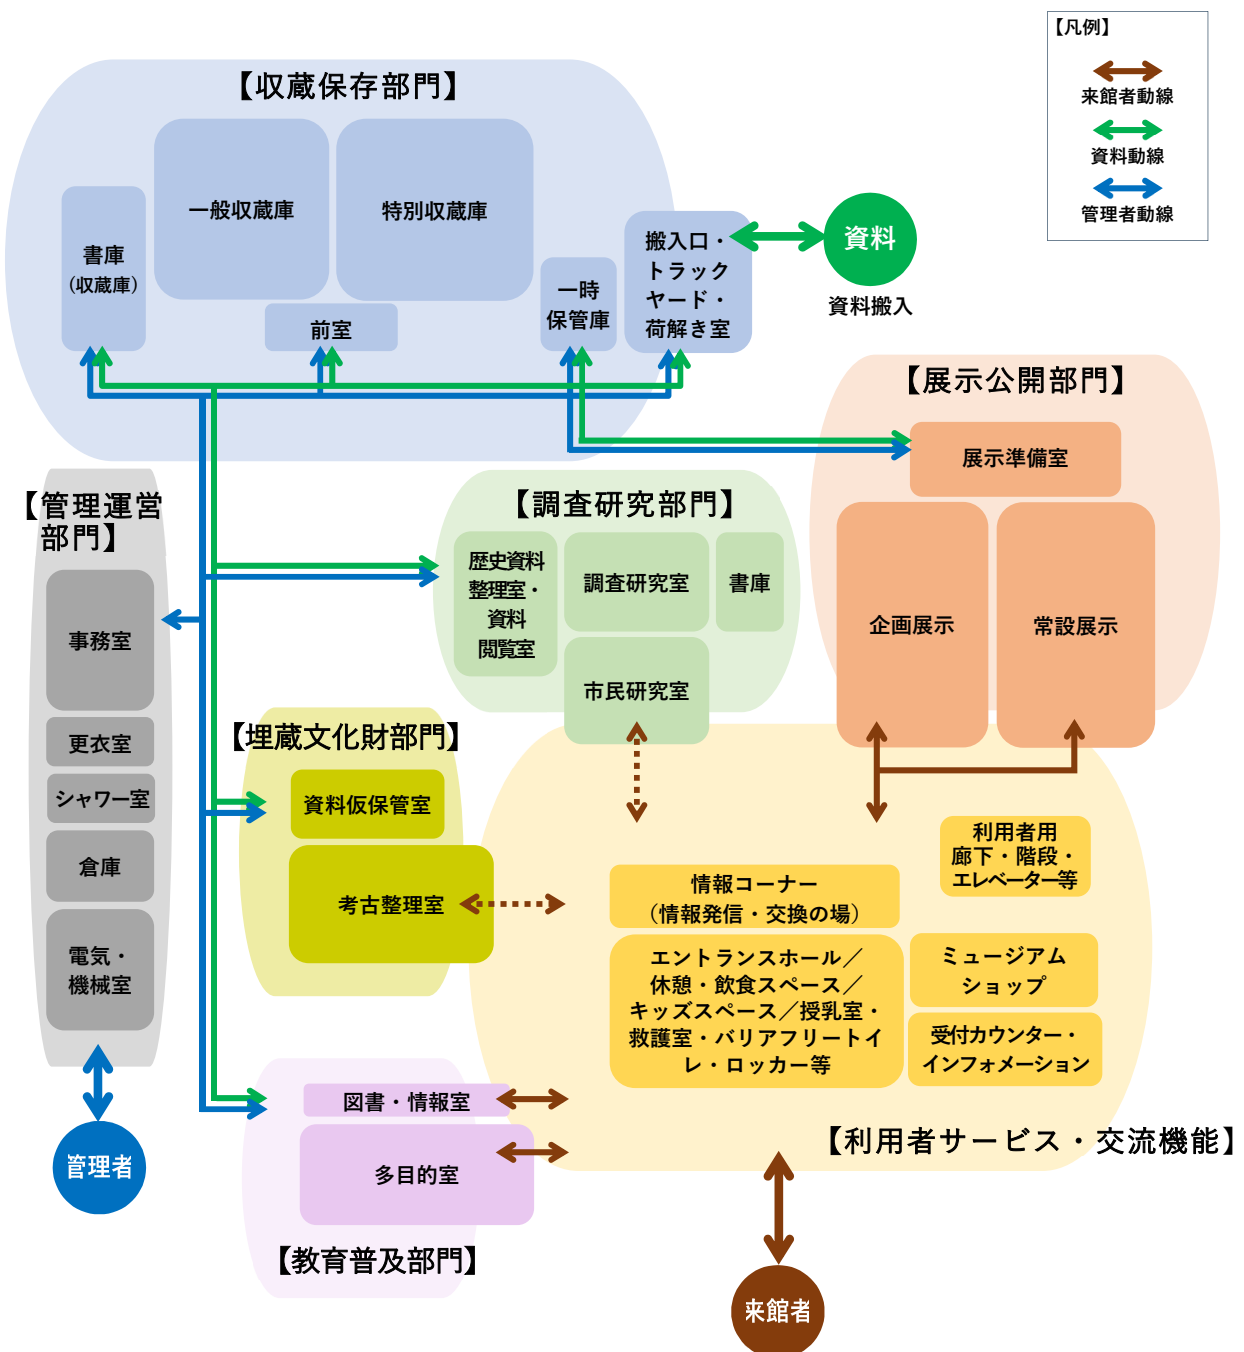 【凡例】
来館者動線
資料動線
管理者動線
【収蔵保存部門】
一般収蔵庫
特別収蔵庫
書庫
(収蔵庫)
前室
一時
保管庫
搬入口・
トラック
ヤード・
荷解き室
資料
資料搬入
【展示公開部門】
展示準備室
企画展示
常設展示
【管理運営
部門】
事務室
更衣室
シャワー室
倉庫
電気・
機械室
管理者
【調査研究部門】
歴史資料
整理室・
資料
閲覧室
調査研究室
書庫
市民研究室
【埋蔵文化財部門】
資料仮保管室
考古整理室
利用者用
廊下・階段・
エレベーター等
情報コーナー
（情報発信・交換の場）
エントランスホール／
休憩・飲食スペース／
キッズスペース／授乳室・
救護室・バリアフリートイ
レ・ロッカー等
ミュージアム
ショップ
受付カウンター・
インフォメーション
【利用者サービス・交流機能】
図書・情報室
多目的室
【教育普及部門】
来館者